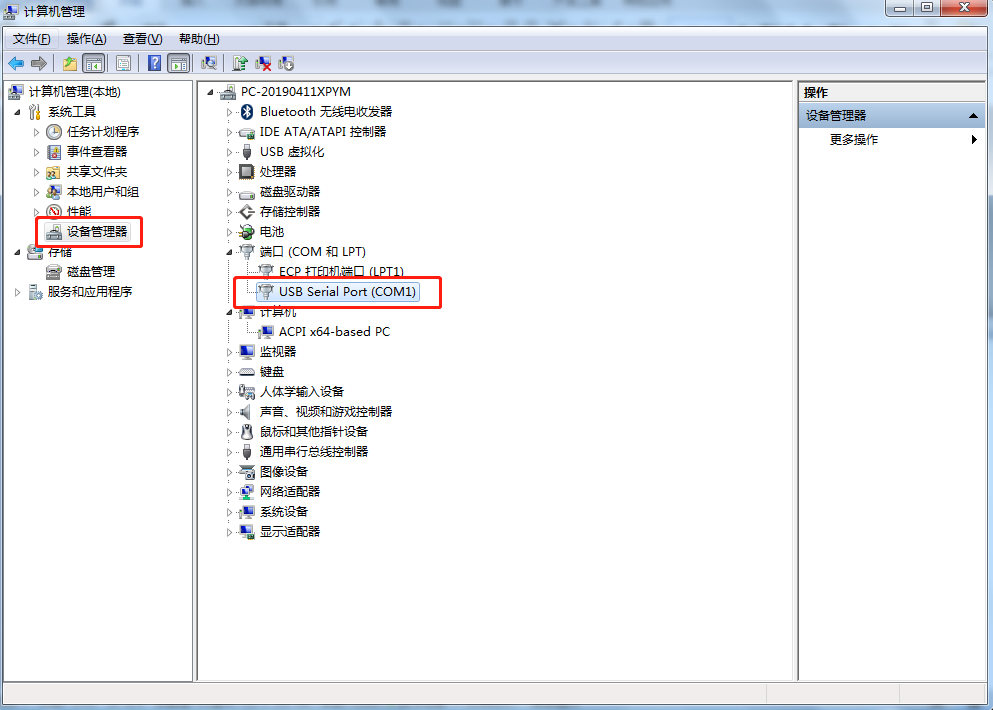 计算机管理
文件(F) 操作(A) 查看(V) 帮助(H)
计算机管理(本地)
系统工具
任务计划程序
事件查看器
共享文件夹
本地用户和组
性能
设备管理器
存储
磁盘管理
服务和应用程序
PC-20190411XPYM
Bluetooth 无线电收发器
IDE ATA/ATAPI 控制器
USB 虚拟化
处理器
磁盘驱动器
存储控制器
电池
端口 (COM 和 LPT)
ECP 打印机端口 (LPT1)
USB Serial Port (COM1)
计算机
ACPI x64-based PC
监视器
键盘
人体学输入设备
声音、视频和游戏控制器
鼠标和其他指针设备
通用串行总线控制器
图像设备
网络适配器
系统设备
显示适配器
操作
设备管理器
更多操作